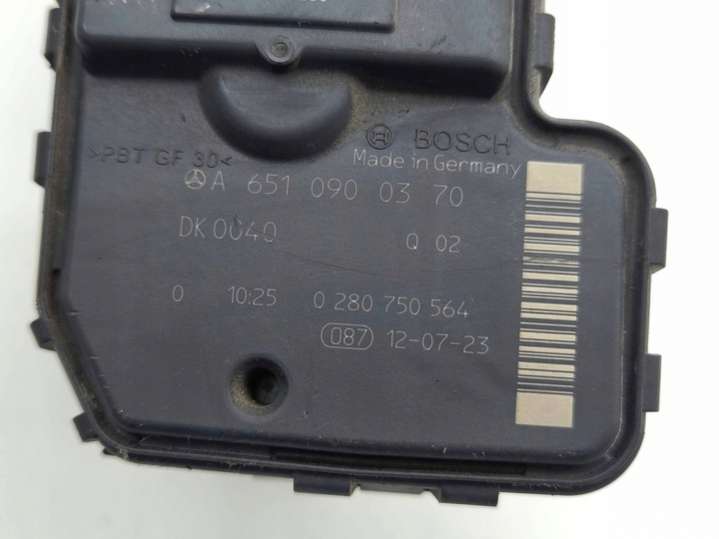 BOSCH
>PBT GF 30<
Made in Germany
A 651 090 03 70
DK0040 Q 02
0 10:25 0 280 750 564
087 12-07-23